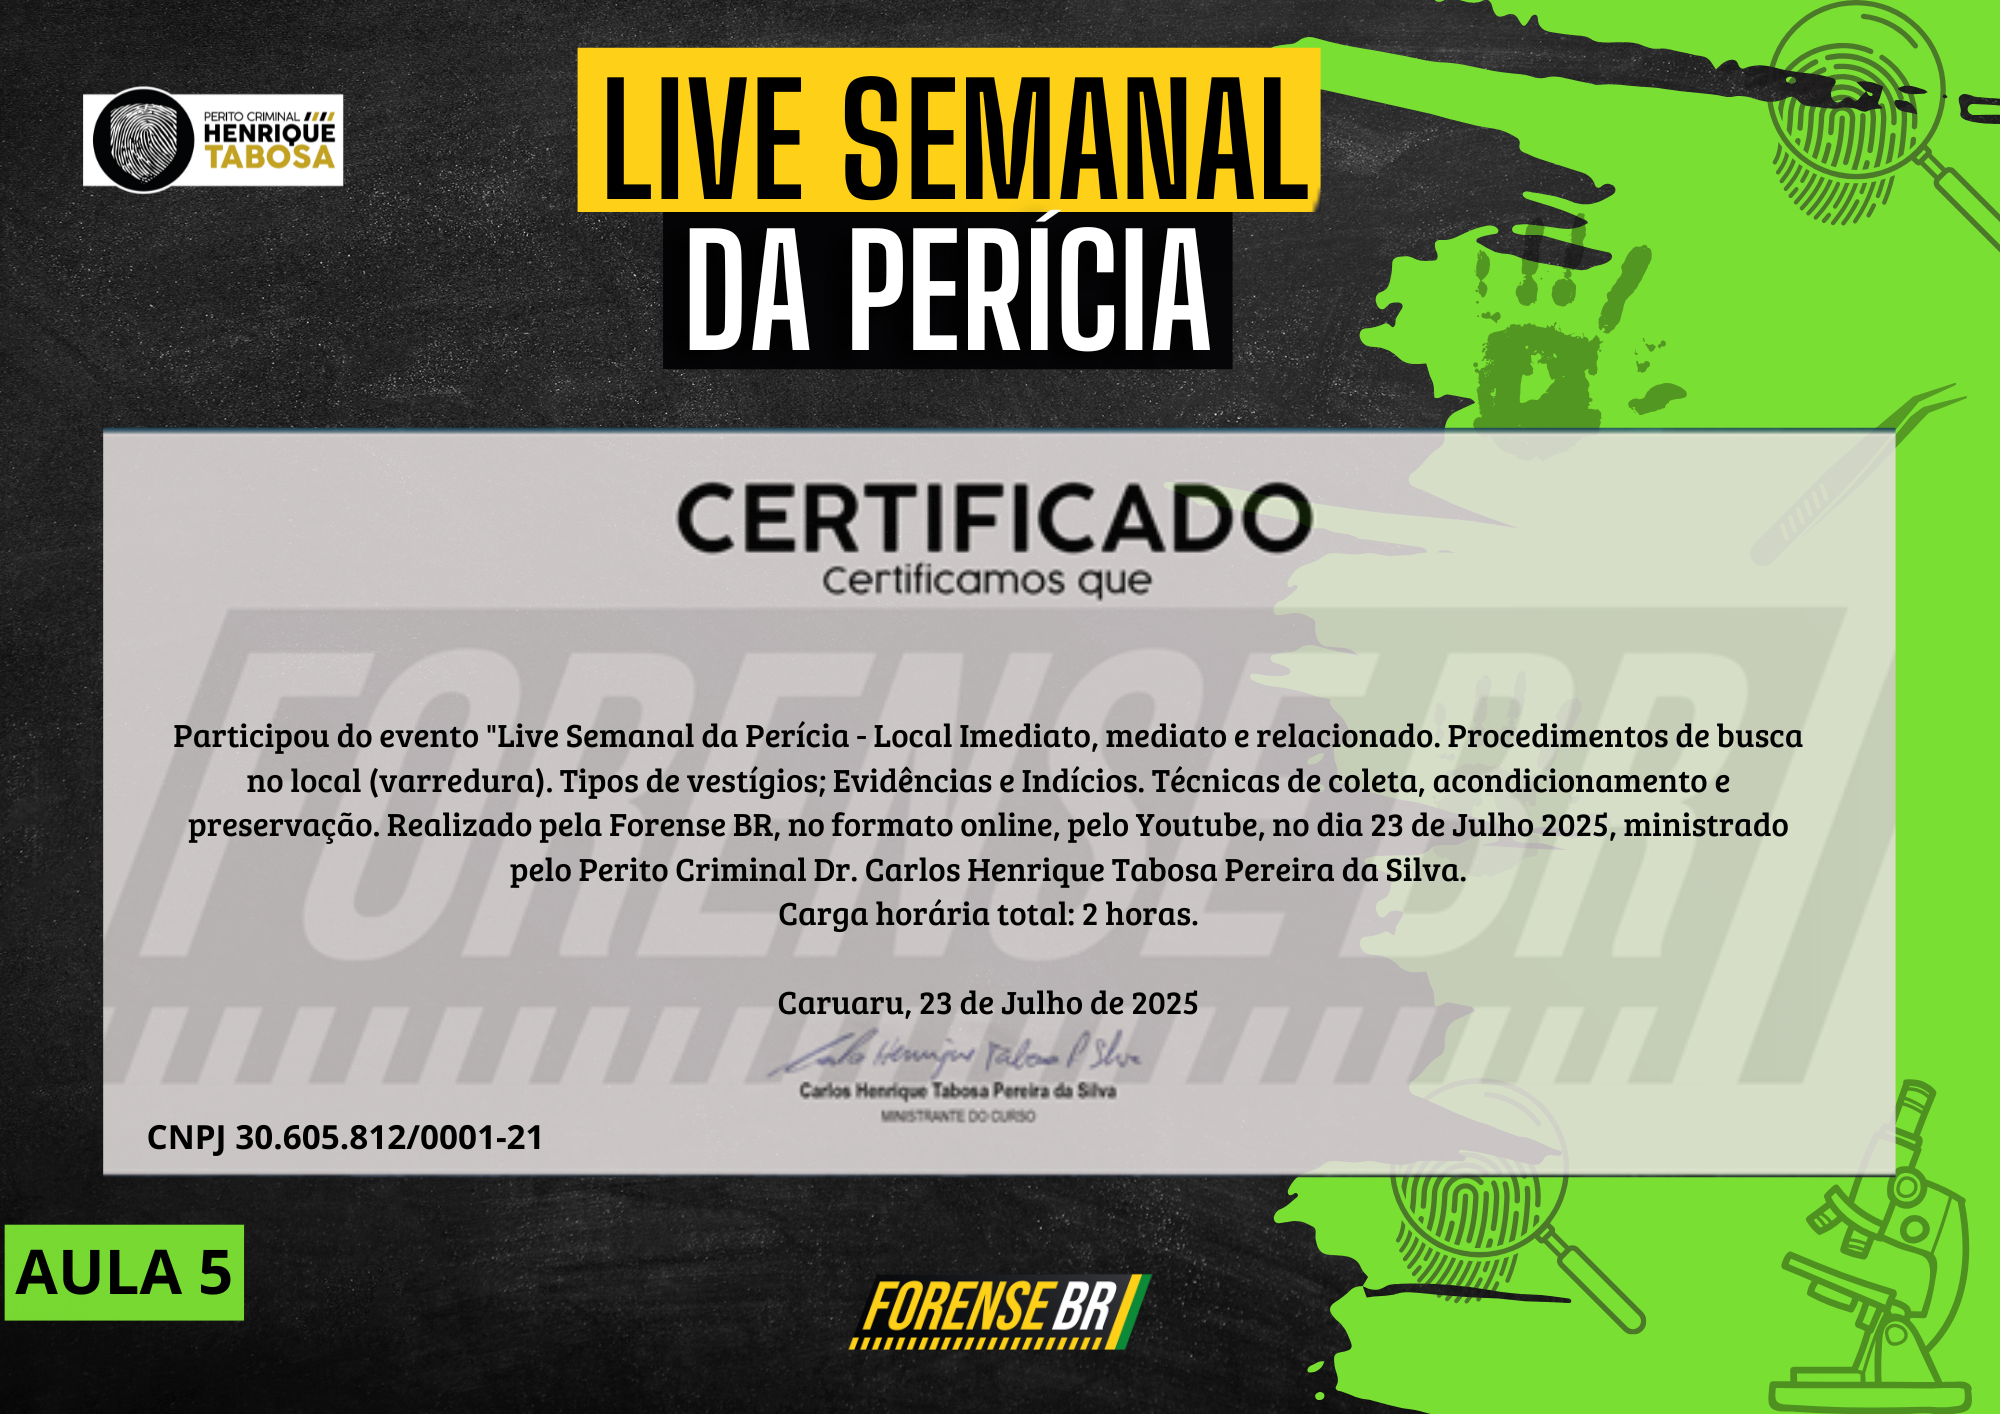 PERITO CRIMINAL
HENRIQUE
TABOSA
LIVE SEMANAL
DA PERÍCIA
CERTIFICADO
Certificamos que
FORENSE BR
Participou do evento "Live Semanal da Perícia - Local Imediato, mediato e relacionado. Procedimentos de busca
no local (varredura). Tipos de vestígios; Evidências e Indícios. Técnicas de coleta, acondicionamento e
preservação. Realizado pela Forense BR, no formato online, pelo Youtube, no dia 23 de Julho 2025, ministrado
pelo Perito Criminal Dr. Carlos Henrique Tabosa Pereira da Silva.
Carga horária total: 2 horas.
Caruaru, 23 de Julho de 2025
Carlos Henrique Tabosa P Silva
Carlos Henrique Tabosa Pereira da Silva
MINISTRANTE DO CURSO
CNPJ 30.605.812/0001-21
AULA 5
FORENSE BR